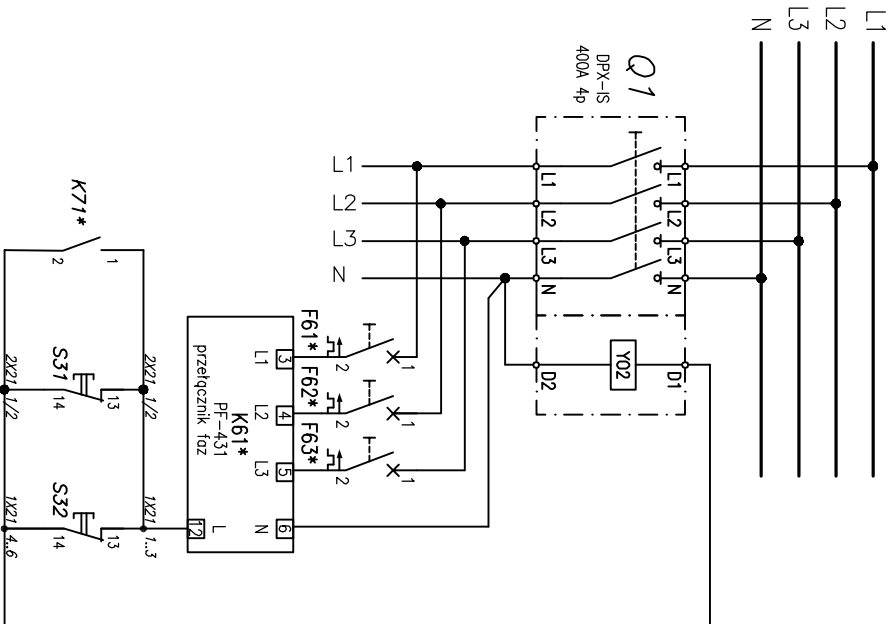 L1
L2
L3
N
Q1
DPX-IS
400A 4p
L1
L2
L3
N
L1
L2
L3
N
L1
L2
L3
N
Y02
D1
D2
K71*
1
2
F61*
1
2
F62*
1
2
F63*
1
2
L1
3
L2
4
L3
5
N
6
K61*
PF-431
przełącznik faz
L
12
S31
13
14
2X21 1/2
2X21 1/2
S32
13
14
1X21 1..3
1X21 4..6